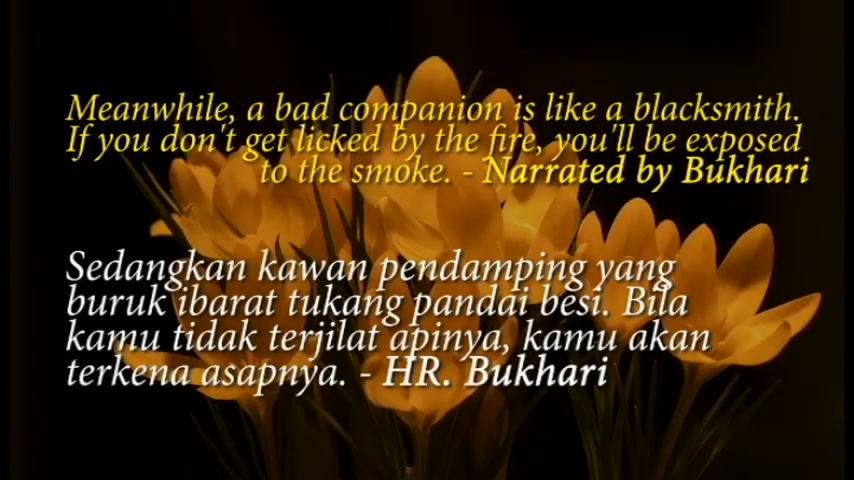 Meanwhile, a bad companion is like a blacksmith.
If you don't get licked by the fire, you'll be exposed
to the smoke. - Narrated by Bukhari
Sedangkan kawan pendamping yang
buruk ibarat tukang pandai besi. Bila
kamu tidak terjilat apinya, kamu akan
terkena asapnya. - HR. Bukhari